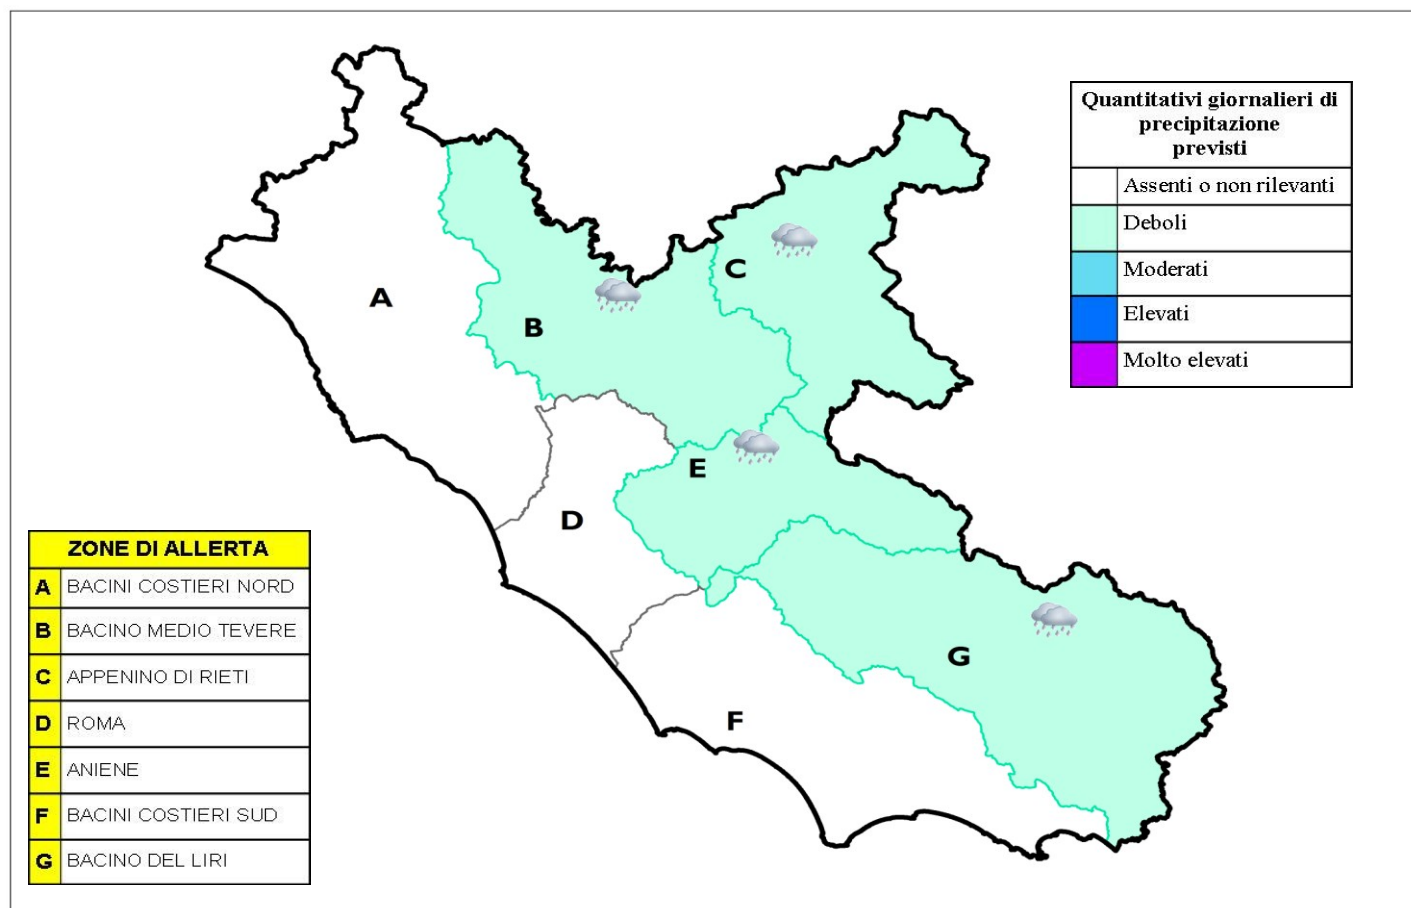 Quantitativi giornalieri di
precipitazione
previsti
Assenti o non rilevanti
Deboli
Moderati
Elevati
Molto elevati
A
B
C
D
E
F
G
ZONE DI ALLERTA
A BACINI COSTIERI NORD
B BACINO MEDIO TEVERE
C APPENINO DI RIETI
D ROMA
E ANIENE
F BACINI COSTIERI SUD
G BACINO DEL LIRI